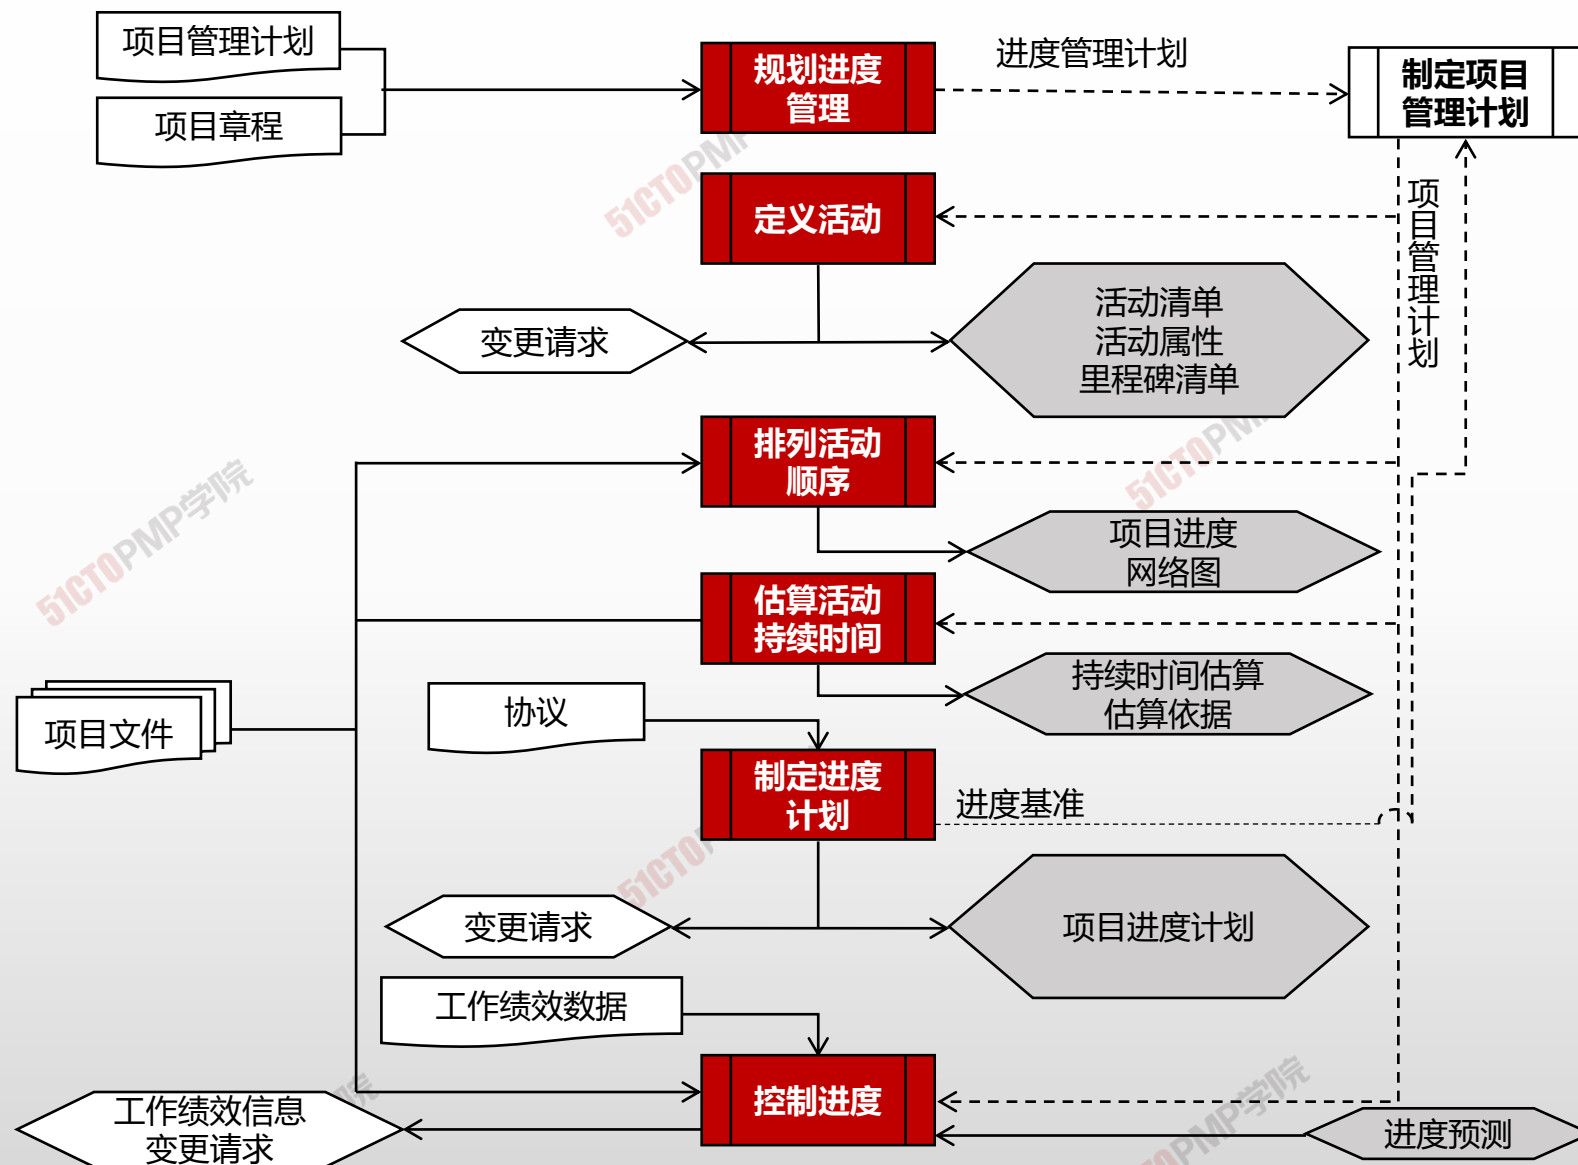 项目管理计划
项目章程
规划进度
管理
进度管理计划
制定项目
管理计划
项目管理计划
51CTOPMP
定义活动
变更请求
活动清单
活动属性
里程碑清单
排列活动
顺序
51CTOPMP
51CTOPMP学院
项目进度
网络图
估算活动
持续时间
持续时间估算
估算依据
项目文件
协议
制定进度
计划
进度基准
51CTOP
变更请求
项目进度计划
工作绩效数据
控制进度
工作绩效信息
变更请求
学院
进度预测
PMP学院